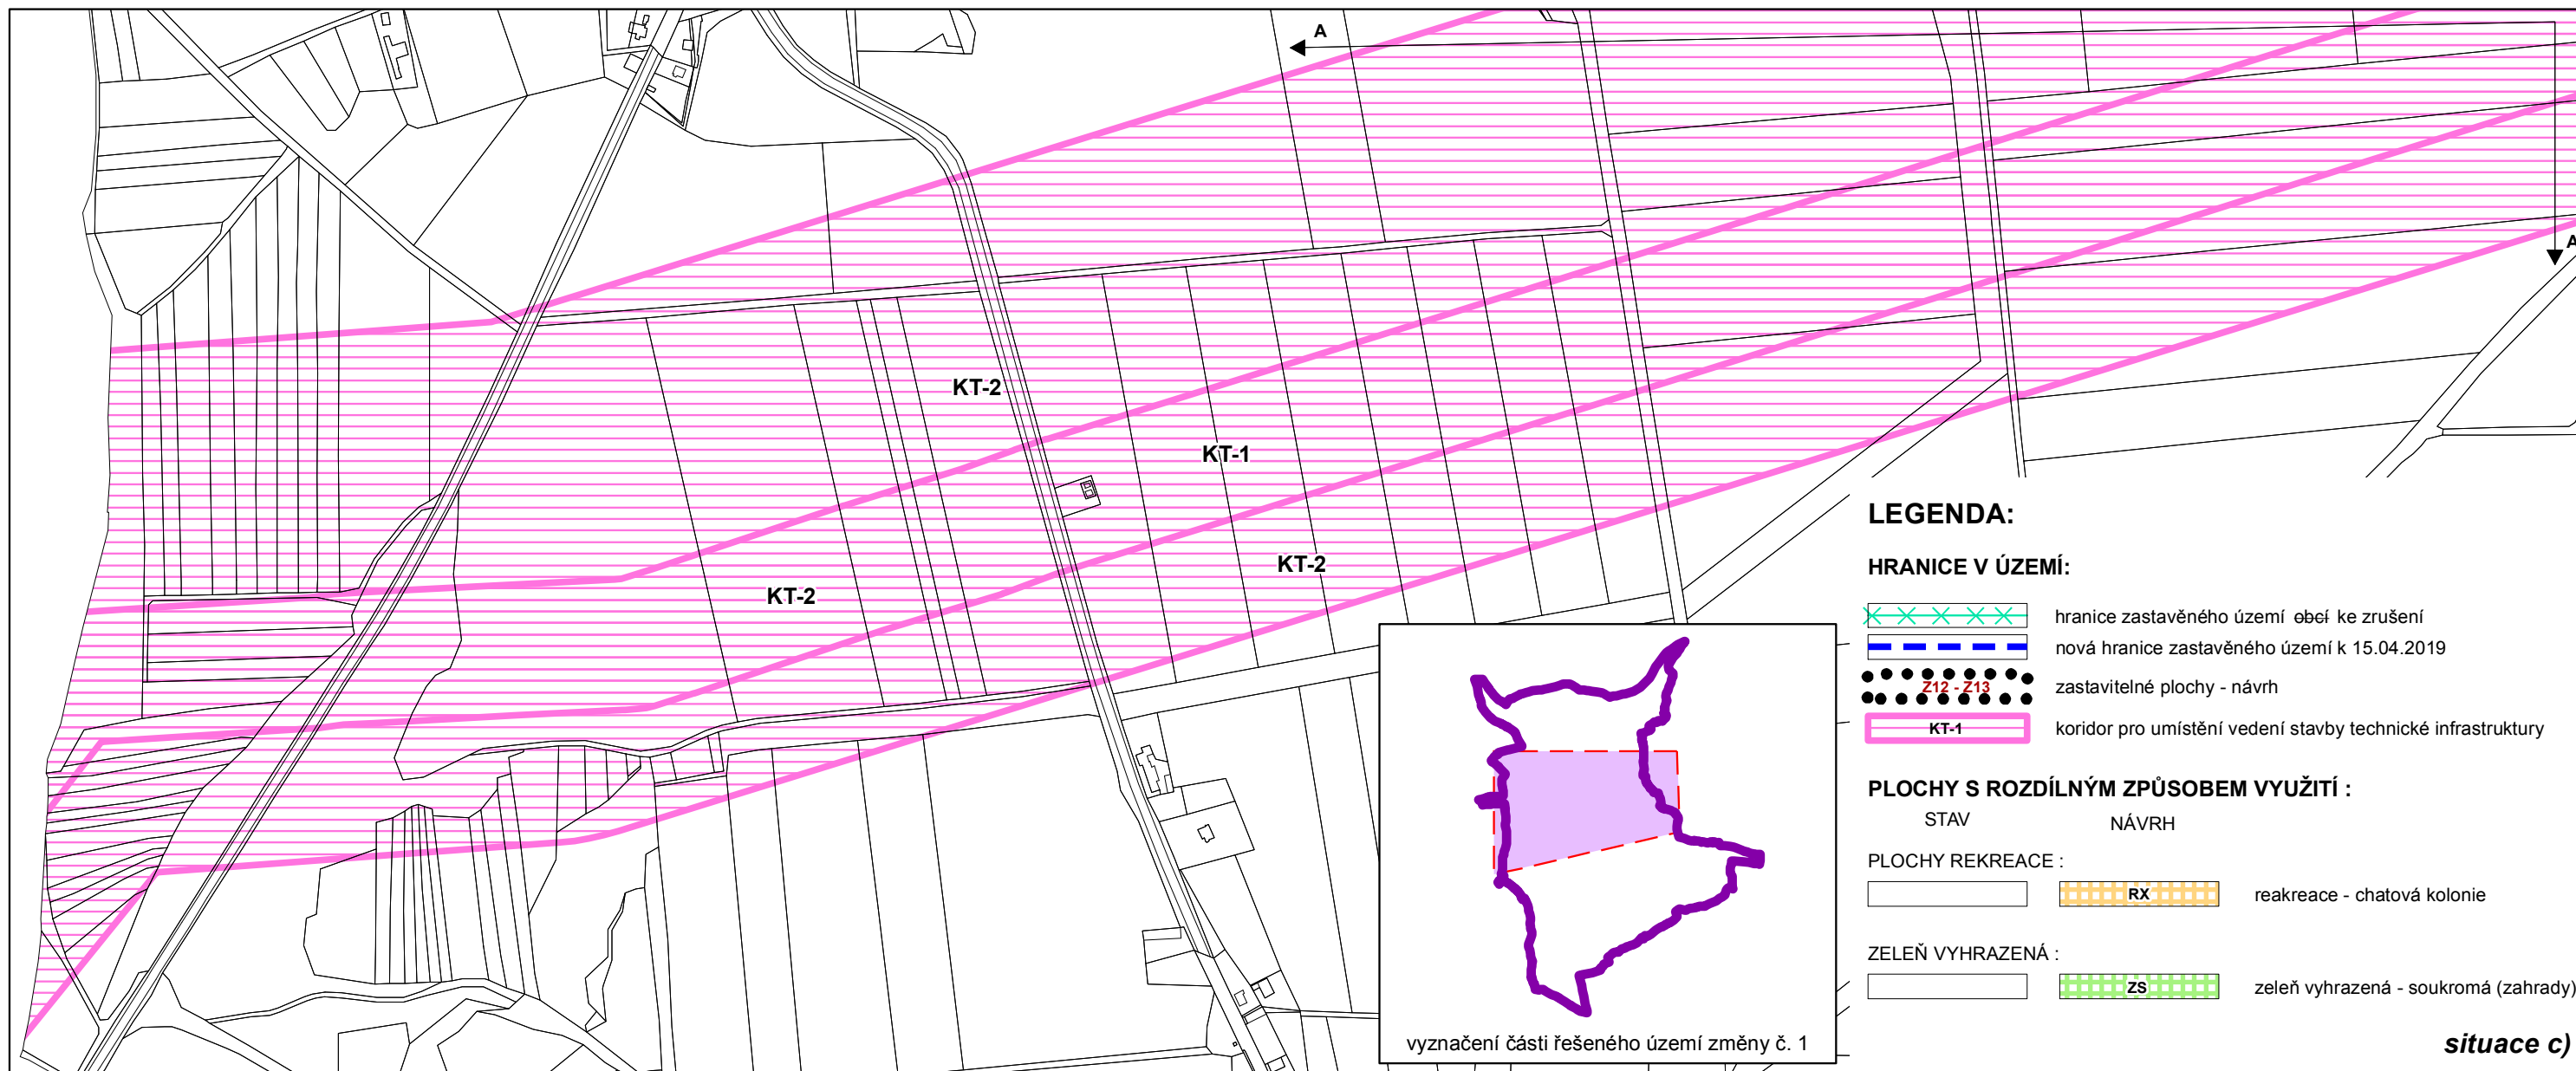 A
A
KT-2
KT-1
KT-2
KT-2
LEGENDA:
HRANICE V ÚZEMÍ:
hranice zastavěného území obcí ke zrušení
nová hranice zastavěného území k 15.04.2019
Z12 - Z13
zastavitelné plochy - návrh
KT-1
koridor pro umístění vedení stavby technické infrastruktury
PLOCHY S ROZDÍLNÝM ZPŮSOBEM VYUŽITÍ :
STAV NÁVRH
PLOCHY REKREACE :
RX
reakreace - chatová kolonie
ZELEŇ VYHRAZENÁ :
ZS
zeleň vyhrazená - soukromá (zahrady)
vyznačení části řešeného území změny č. 1
situace c)